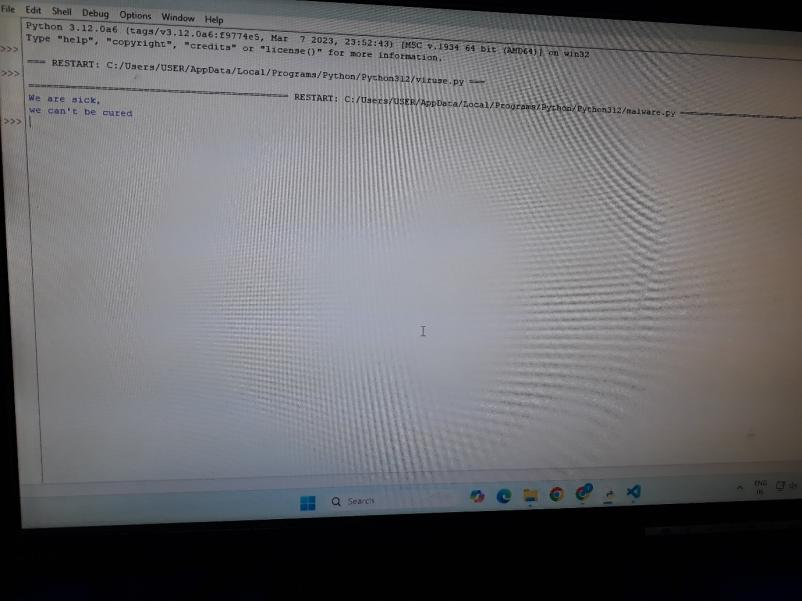 File Edit Shell Debug Options Window Help
Python 3.12.0a6 (tags/v3.12.0a6:f9774e5, Mar  7 2023, 23:52:43) [MSC v.1934 64 bit (AMD64)] on win32
Type "help", "copyright", "credits" or "license()" for more information.
>>>
=== RESTART: C:/Users/USER/AppData/Local/Programs/Python/Python312/viruse.py ===
>>>
RESTART: C:/Users/USER/AppData/Local/Programs/Python/Python312/malware.py
We are sick,
we can't be cured
>>>
Search
ENG